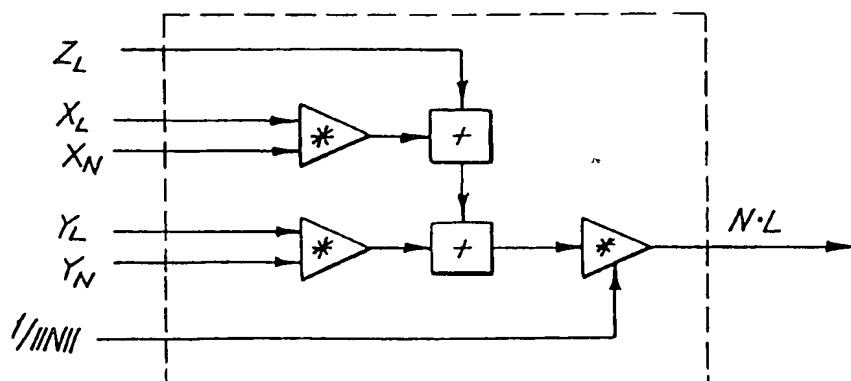 Z_L
X_L
*
+
X_N
Y_L
*
+
*
N·L
Y_N
1/||N||